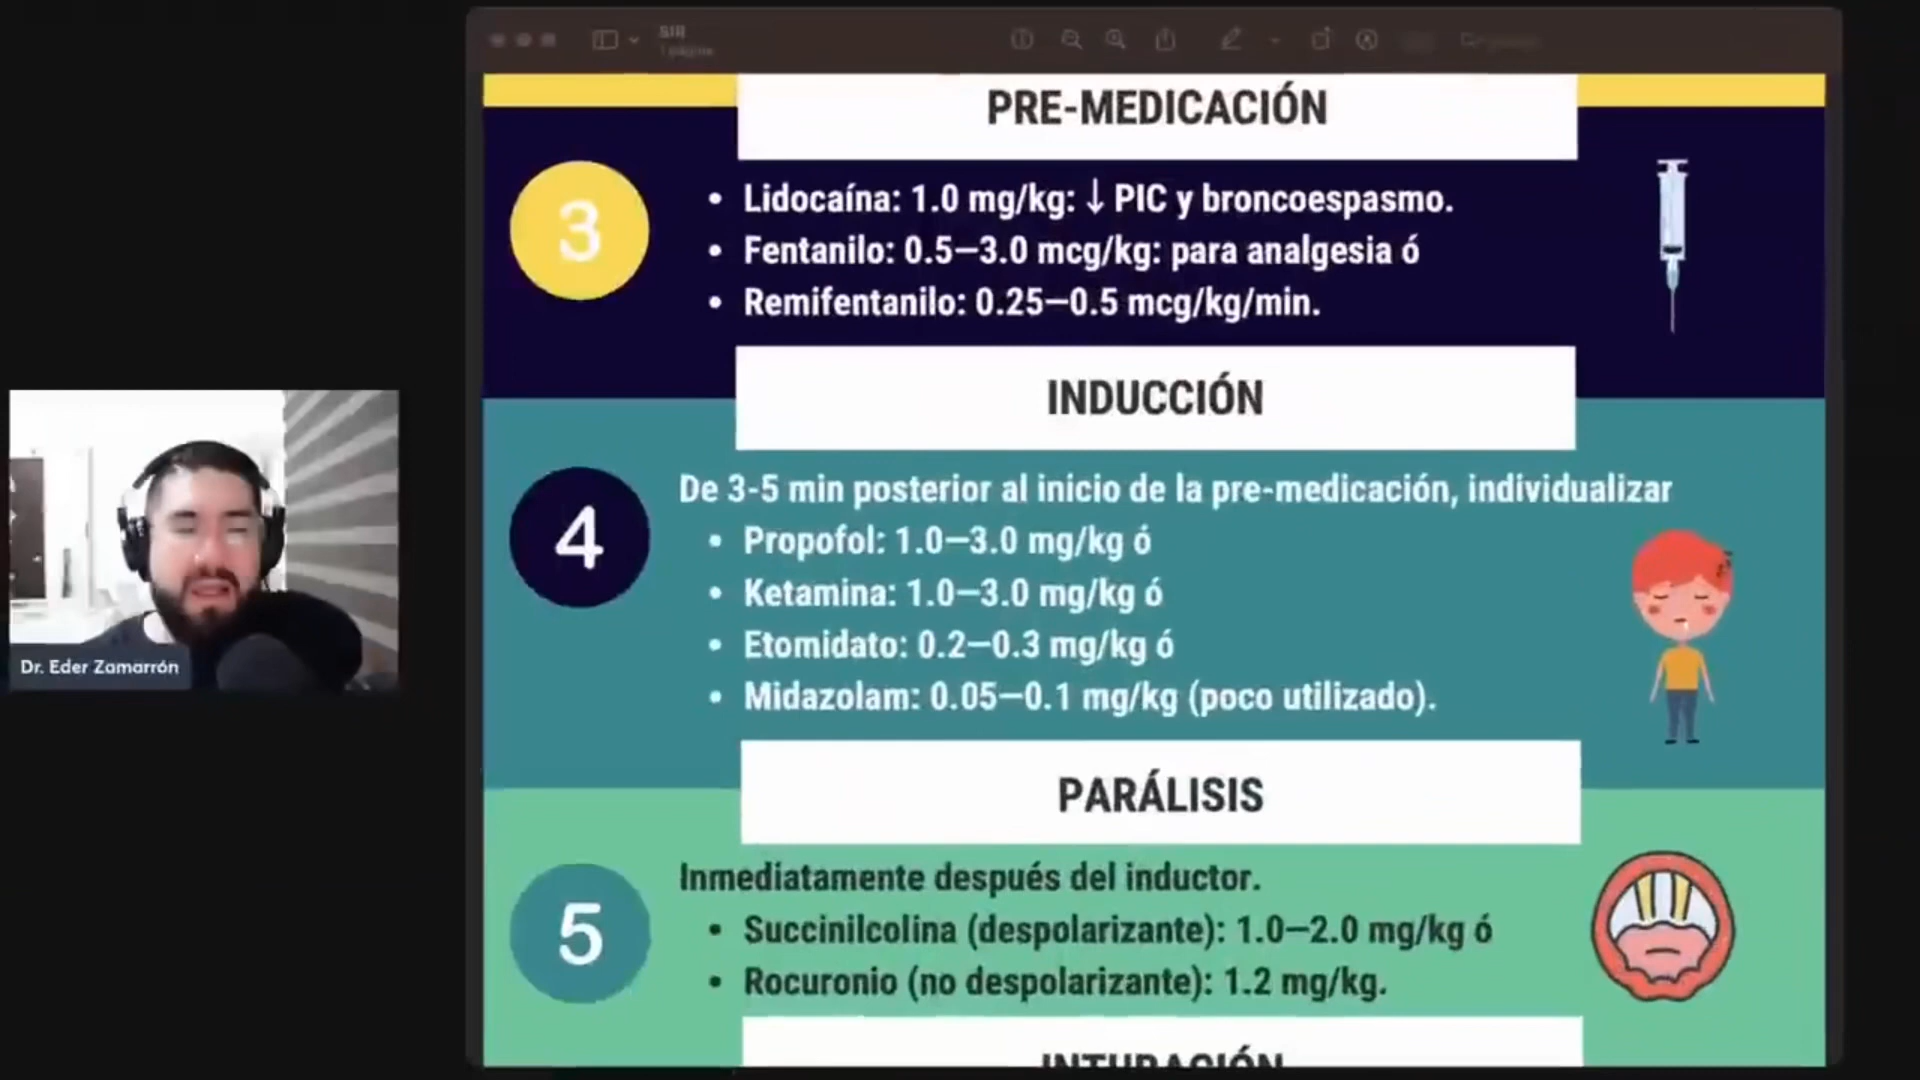 SIR
1 página
PRE-MEDICACIÓN
3
• Lidocaína: 1.0 mg/kg: ↓ PIC y broncoespasmo.
• Fentanilo: 0.5–3.0 mcg/kg: para analgesia ó
• Remifentanilo: 0.25–0.5 mcg/kg/min.
INDUCCIÓN
4
De 3-5 min posterior al inicio de la pre-medicación, individualizar
• Propofol: 1.0–3.0 mg/kg ó
• Ketamina: 1.0–3.0 mg/kg ó
• Etomidato: 0.2–0.3 mg/kg ó
• Midazolam: 0.05–0.1 mg/kg (poco utilizado).
Dr. Eder Zamarrón
PARÁLISIS
5
Inmediatamente después del inductor.
• Succinilcolina (despolarizante): 1.0–2.0 mg/kg ó
• Rocuronio (no despolarizante): 1.2 mg/kg.
INTUBACIÓN